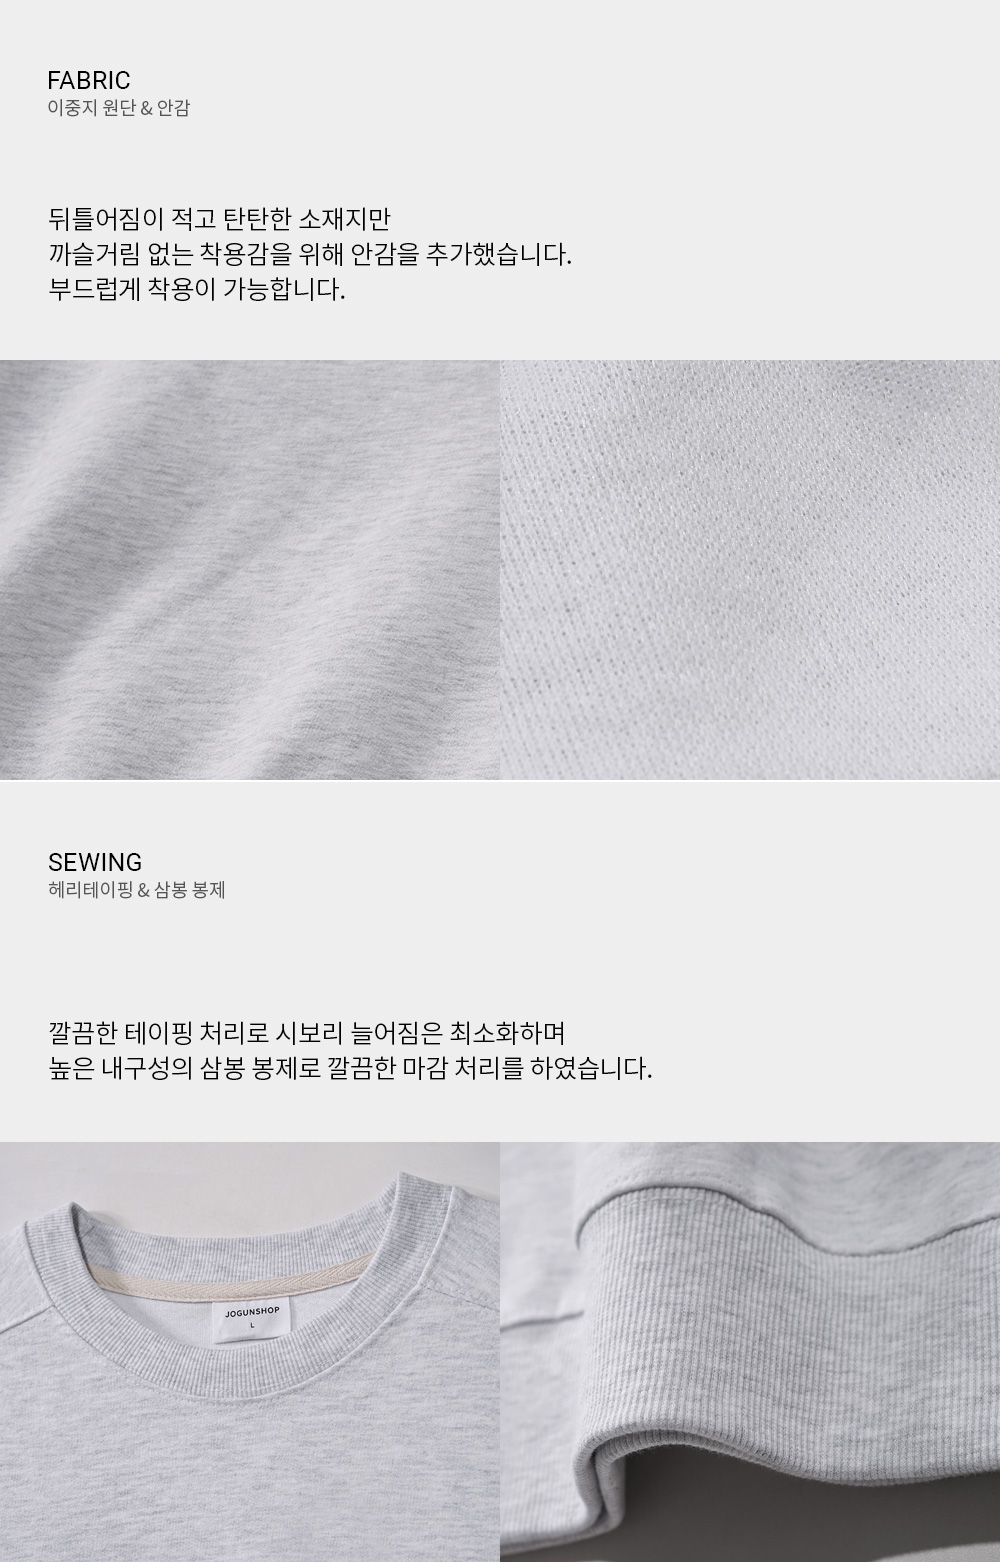 FABRIC
이중지 원단 & 안감
뒤틀어짐이 적고 탄탄한 소재지만
까슬거림 없는 착용감을 위해 안감을 추가했습니다.
부드럽게 착용이 가능합니다.
SEWING
헤리테이핑 & 삼봉 봉제
깔끔한 테이핑 처리로 시보리 늘어짐은 최소화하며
높은 내구성의 삼봉 봉제로 깔끔한 마감 처리를 하였습니다.
JOGUNSHOP
L